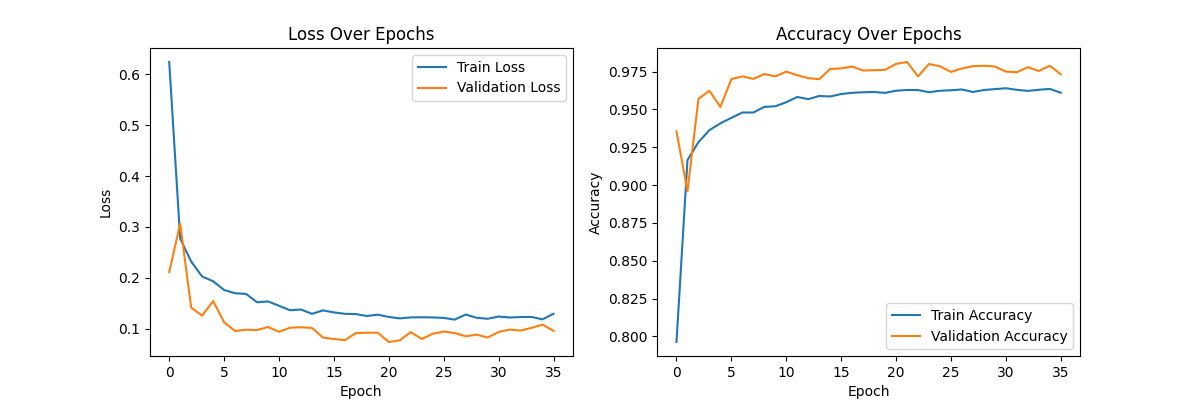 Loss Over Epochs
Train Loss
Validation Loss
0.6
0.5
0.4
0.3
0.2
0.1
Loss
0 5 10 15 20 25 30 35
Epoch
Accuracy Over Epochs
0.975
0.950
0.925
0.900
0.875
0.850
0.825
0.800
Accuracy
Train Accuracy
Validation Accuracy
0 5 10 15 20 25 30 35
Epoch